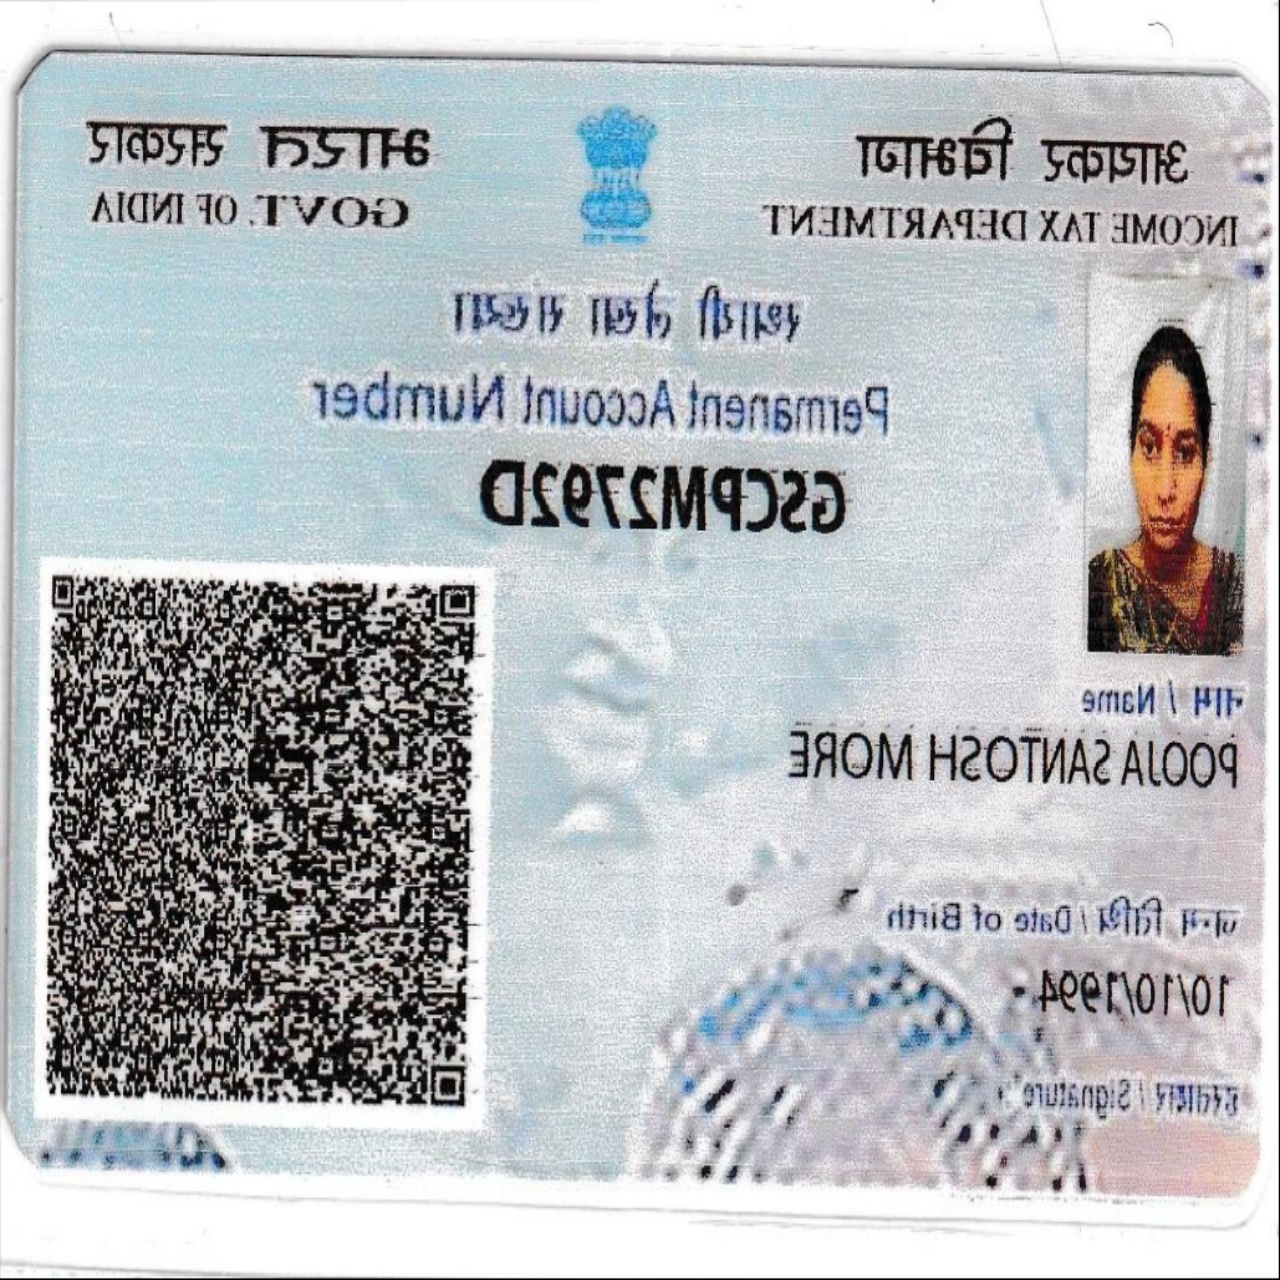 आयकर विभाग
INCOME TAX DEPARTMENT
भारत सरकार
GOVT. OF INDIA
स्थायी लेखा संख्या
Permanent Account Number
GSCPM2792D
नाम / Name
POOJA SANTOSH MORE
जन्म तिथि / Date of Birth
10/10/1994
हस्ताक्षर / Signature